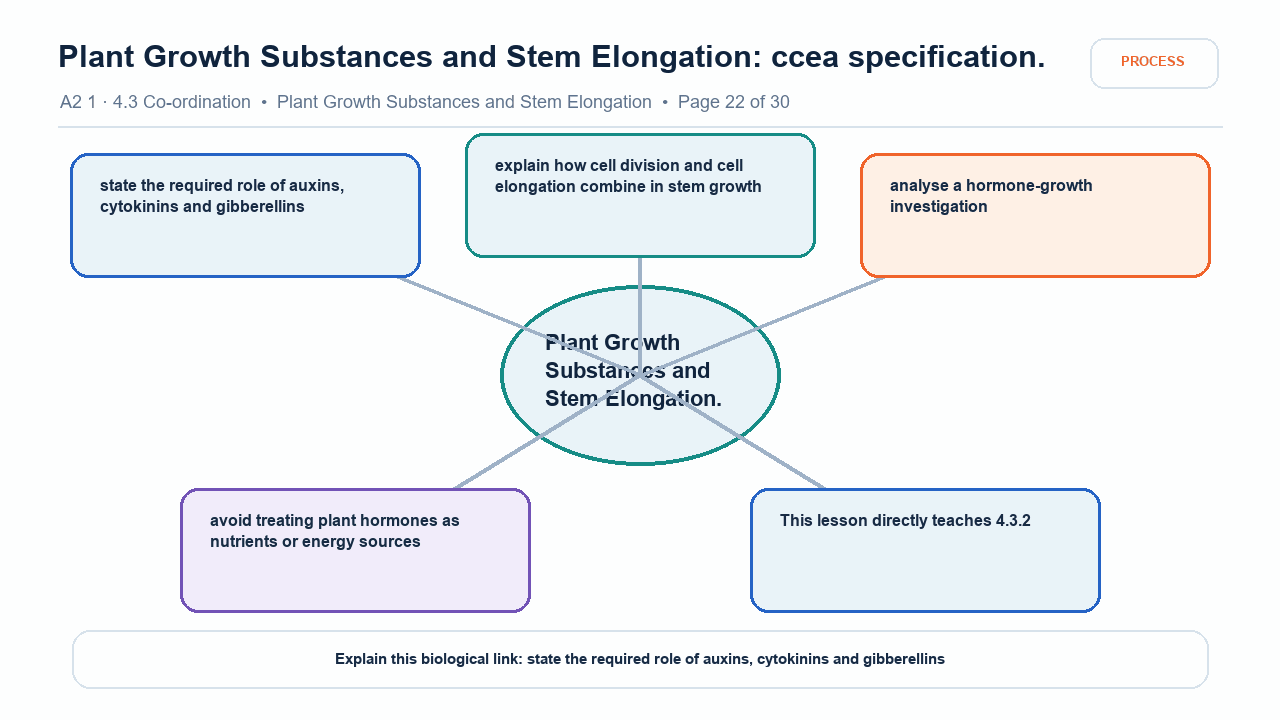 Plant Growth Substances and Stem Elongation: ccea specification.
PROCESS
A2 1 · 4.3 Co-ordination • Plant Growth Substances and Stem Elongation • Page 22 of 30
state the required role of auxins,
cytokinins and gibberellins
explain how cell division and cell
elongation combine in stem growth
analyse a hormone-growth
investigation
Plant Growth
Substances and
Stem Elongation.
avoid treating plant hormones as
nutrients or energy sources
This lesson directly teaches 4.3.2
Explain this biological link: state the required role of auxins, cytokinins and gibberellins